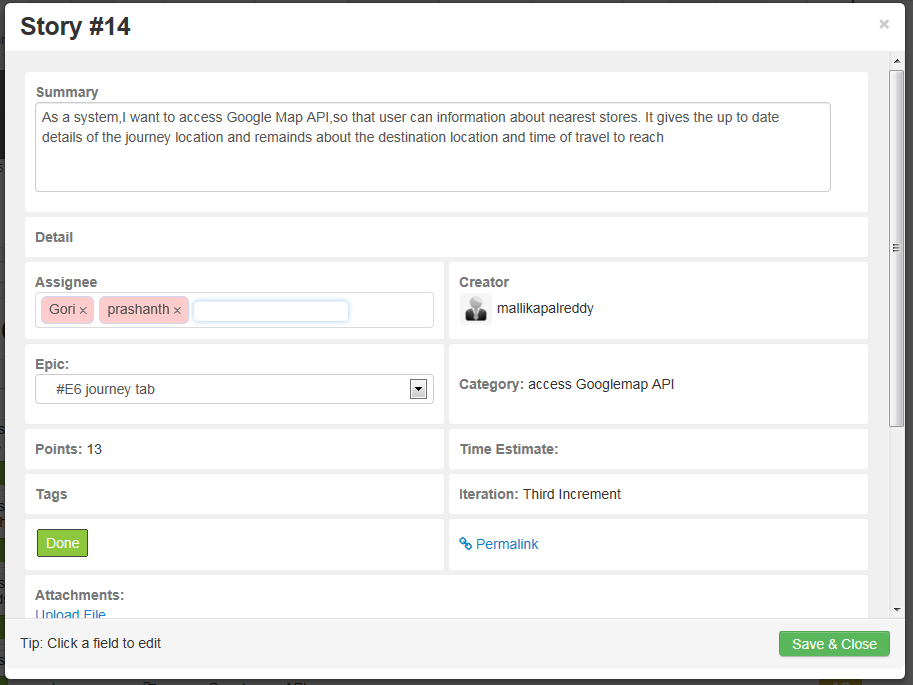 Story #14
×
Summary
As a system,I want to access Google Map API,so that user can information about nearest stores. It gives the up to date
details of the journey location and remainds about the destination location and time of travel to reach
Detail
Assignee
Gori × prashanth ×
Creator
mallikapalreddy
Epic:
#E6 journey tab
Category: access Googlemap API
Points: 13
Time Estimate:
Tags
Iteration: Third Increment
Done
Permalink
Attachments:
Upload File
Tip: Click a field to edit
Save & Close